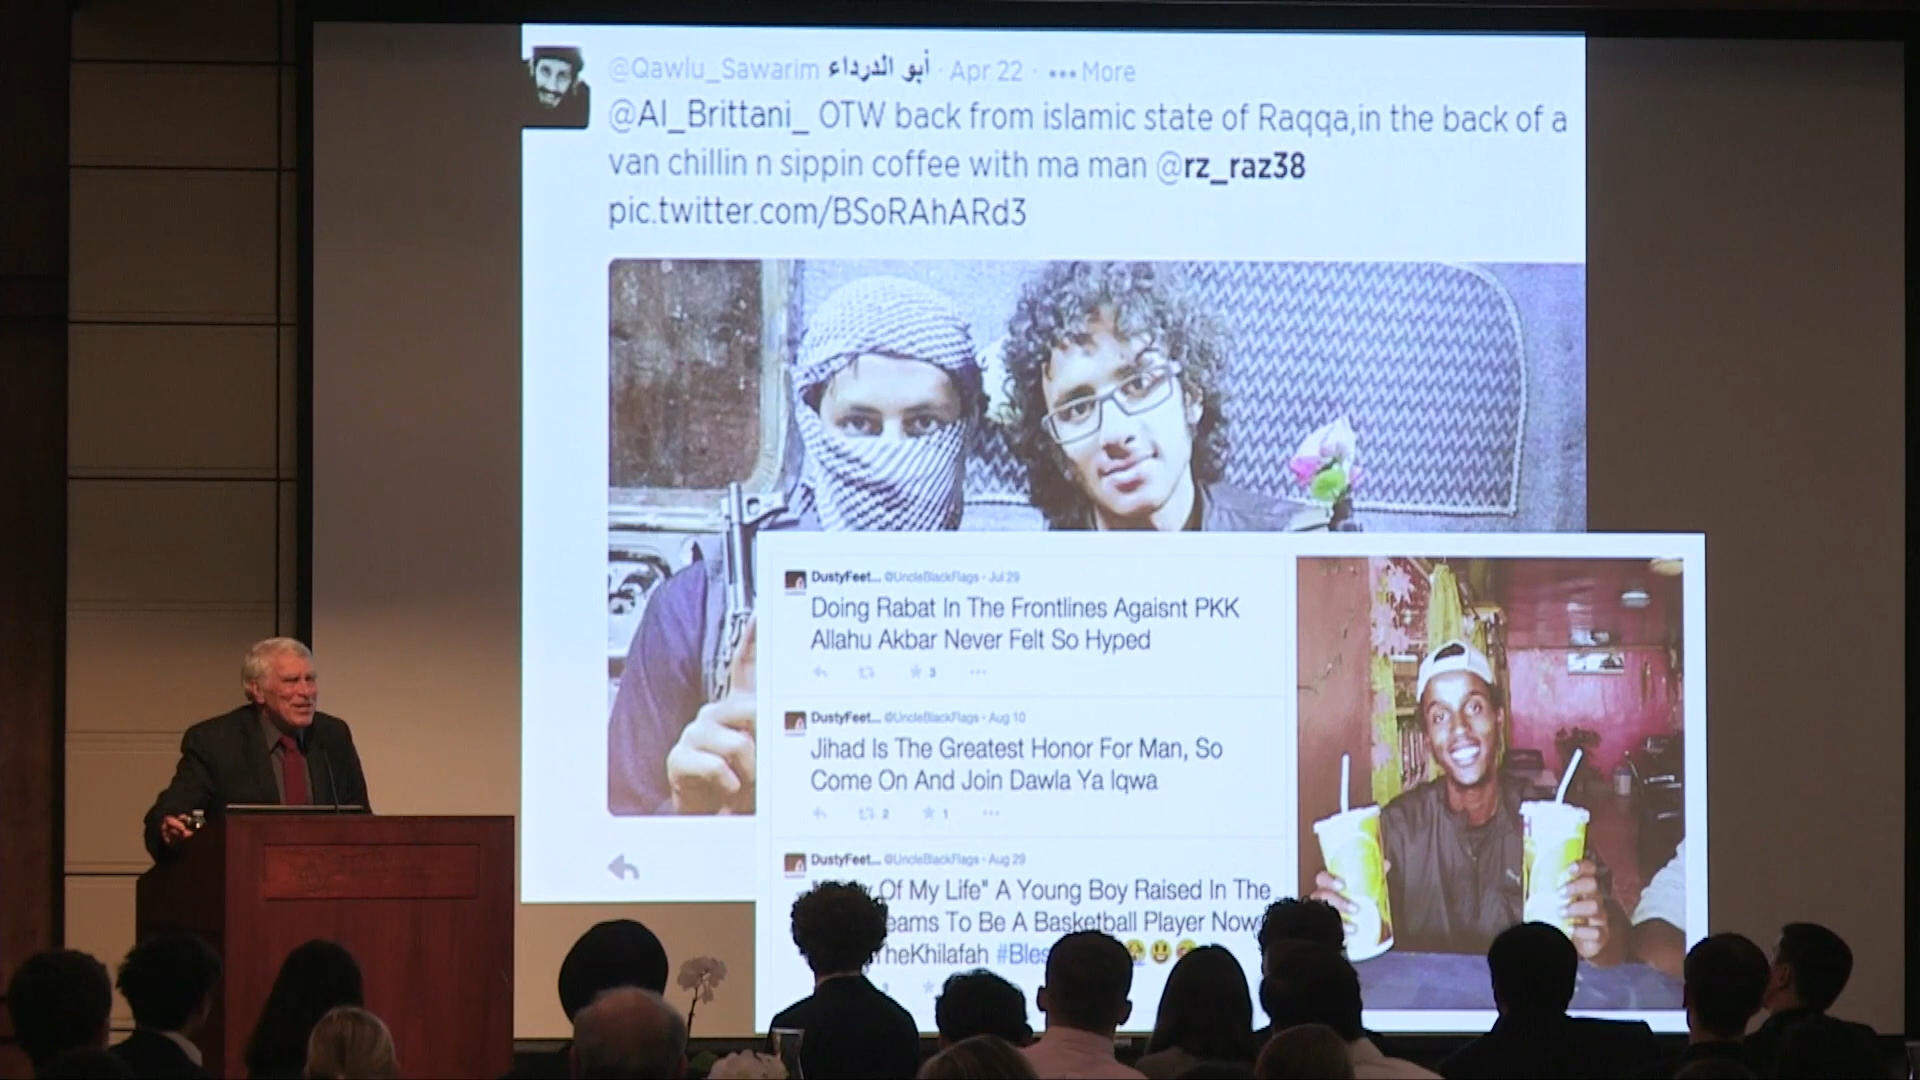 @Qawlu_Sawarim أبو الدرداء · Apr 22 · ••• More
@Al_Brittani_ OTW back from islamic state of Raqqa,in the back of a
van chillin n sippin coffee with ma man @rz_raz38
pic.twitter.com/BSoRAhARd3
DustyFeet... @UncleBlackFlags · Jul 29
Doing Rabat In The Frontlines Agaisnt PKK
Allahu Akbar Never Felt So Hyped
3
DustyFeet... @UncleBlackFlags · Aug 10
Jihad Is The Greatest Honor For Man, So
Come On And Join Dawla Ya Iqwa
2 1
DustyFeet... @UncleBlackFlags · Aug 29
Of My Life" A Young Boy Raised In The
To Be A Basketball Player Now
TheKhilafah
3